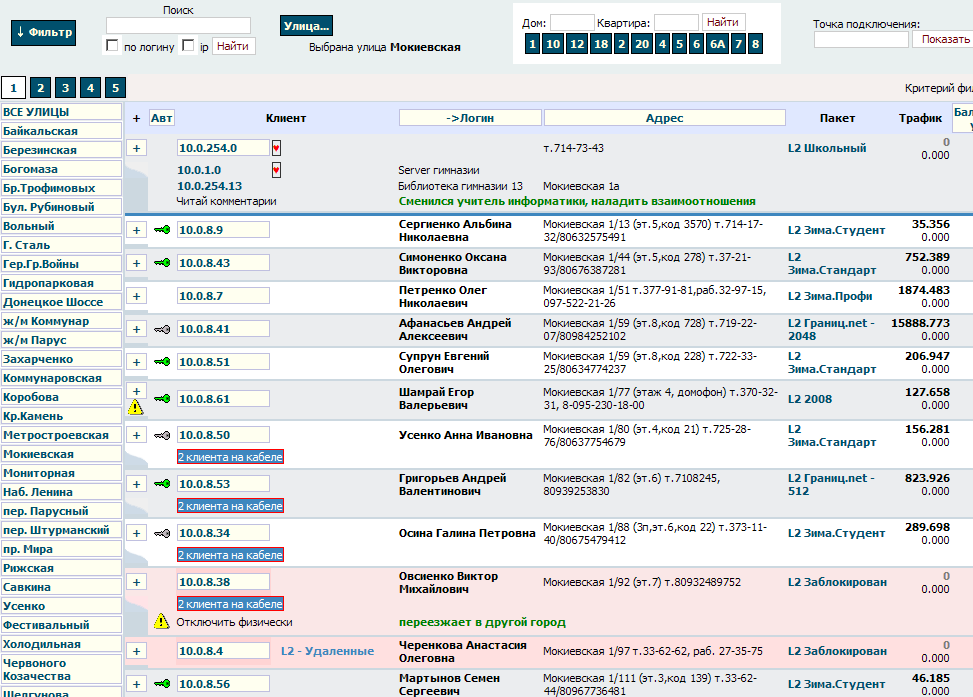 ↓ Фильтр
Поиск
по логину ip Найти
Улица...
Выбрана улица Мокиевская
Дом: Квартира: Найти
1 10 12 18 2 20 4 5 6 6А 7 8
Точка подключения:
Показать
1 2 3 4 5
Критерий фил
ВСЕ УЛИЦЫ
Байкальская
Березинская
Богомаза
Бр.Трофимовых
Бул. Рубиновый
Вольный
Г. Сталь
Гер.Гр.Войны
Гидропарковая
Донецкое Шоссе
ж/м Коммунар
ж/м Парус
Захарченко
Коммунаровская
Коробова
Кр.Камень
Метростроевская
Мокиевская
Мониторная
Наб. Ленина
пер. Парусный
пер. Штурманский
пр. Мира
Рижская
Савкина
Усенко
Фестивальный
Холодильная
Червоного
Козачества
Шелгунова
+ Авт Клиент ->Логин Адрес Пакет Трафик Бал
у
+ 10.0.254.0 т.714-73-43 L2 Школьный 0
0.000
10.0.1.0 Server гимназии
10.0.254.13 Библиотека гимназии 13 Мокиевская 1а
Читай комментарии Сменился учитель информатики, наладить взаимоотношения
+ 10.0.8.9 Сергиенко Альбина Мокиевская 1/13 (эт.5,код 3570) т.714-17- L2 Зима.Студент 35.356
Николаевна 32/80632575491 0.000
+ 10.0.8.43 Симоненко Оксана Мокиевская 1/44 (эт.5,код 278) т.37-21- L2 752.389
Викторовна 93/80676387281 Зима.Стандарт 0.000
+ 10.0.8.7 Петренко Олег Мокиевская 1/51 т.377-91-81,раб.32-97-15, L2 Зима.Профи 1874.483
Николаевич 097-522-21-26 0.000
+ 10.0.8.41 Афанасьев Андрей Мокиевская 1/59 (эт.8,код 728) т.719-22- L2 Границ.net - 15888.773
Алексеевич 07/80984252102 2048 0.000
+ 10.0.8.51 Супрун Евгений Мокиевская 1/59 (эт.8,код 228) т.722-33- L2 206.947
Олегович 25/80634774237 Зима.Стандарт 0.000
+ 10.0.8.61 Шамрай Егор Мокиевская 1/77 (этаж 4, домофон) т.370-32- L2 2008 127.658
Валерьевич 31, 8-095-230-18-00 0.000
+ 10.0.8.50 Усенко Анна Ивановна Мокиевская 1/80 (эт.4,код 21) т.725-28- L2 156.281
76/80637754679 Зима.Стандарт 0.000
2 клиента на кабеле
+ 10.0.8.53 Григорьев Андрей Мокиевская 1/82 (эт.6) т.7108245, L2 Границ.net - 823.926
Валентинович 80939253830 512 0.000
2 клиента на кабеле
+ 10.0.8.34 Осина Галина Петровна Мокиевская 1/88 (3п,эт.6,код 22) т.373-11- L2 Зима.Студент 289.698
40/80675479412 0.000
2 клиента на кабеле
+ 10.0.8.38 Овсиенко Виктор Мокиевская 1/92 (эт.7) т.80932489752 L2 Заблокирован 0
Михайлович 0.000
2 клиента на кабеле
Отключить физически переезжает в другой город
+ 10.0.8.4 L2 - Удаленные Черенкова Анастасия Мокиевская 1/97 т.33-62-62, раб. 27-35-75 L2 Заблокирован 0
Олеговна 0.000
+ 10.0.8.56 Мартынов Семен Мокиевская 1/111 (эт.3,код 139) т.33-62- L2 Зима.Студент 46.185
Сергеевич 44/80967736481 0.000